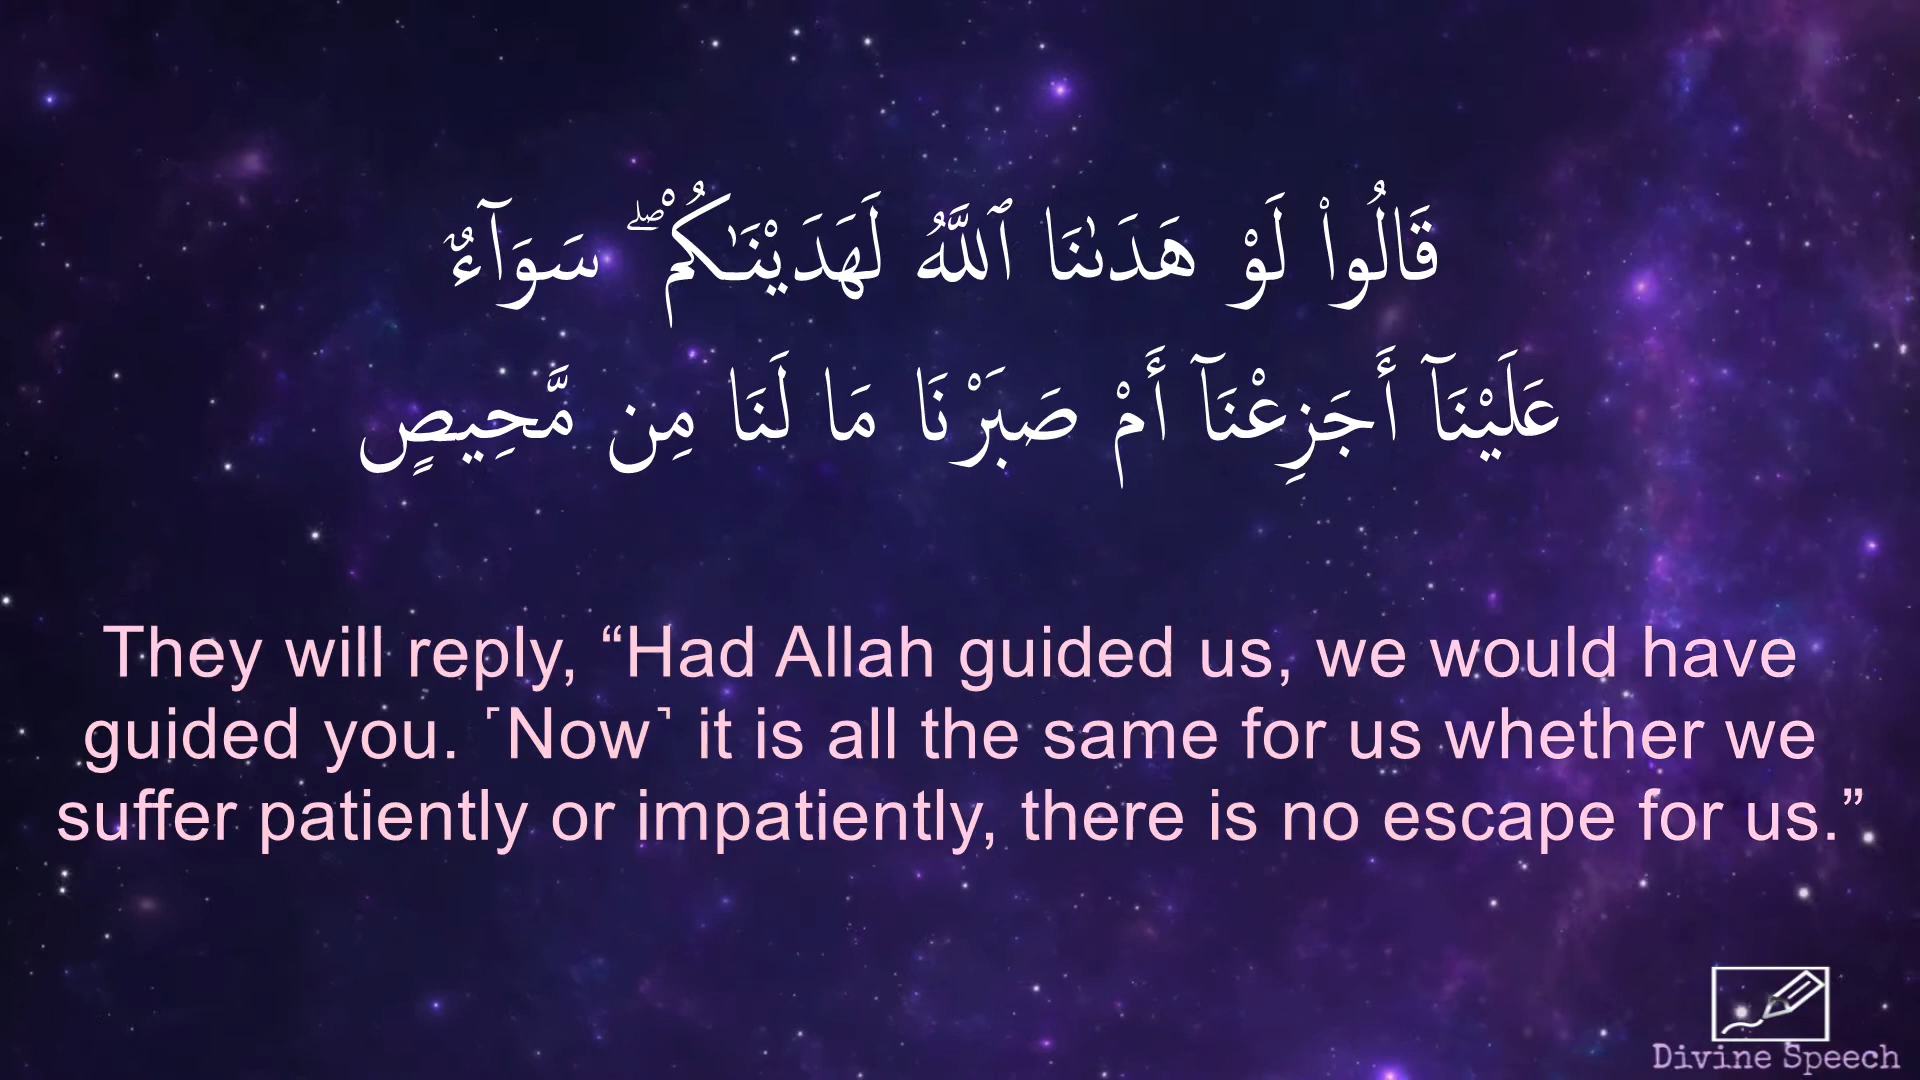 قَالُوا۟ لَوْ هَدَىٰنَا ٱللَّهُ لَهَدَيْنَـٰكُمْ ۖ سَوَآءٌ
عَلَيْنَآ أَجَزِعْنَآ أَمْ صَبَرْنَا مَا لَنَا مِن مَّحِيصٍ
They will reply, “Had Allah guided us, we would have
guided you. ˹Now˺ it is all the same for us whether we
suffer patiently or impatiently, there is no escape for us.”
Divine Speech